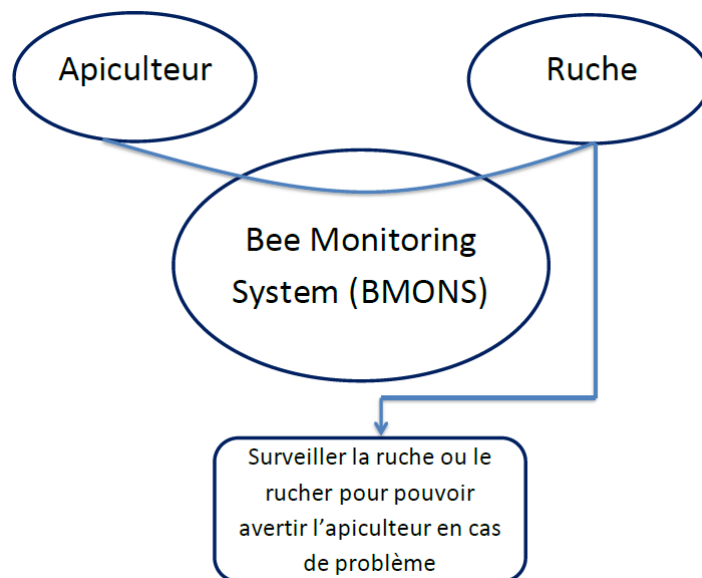 Apiculteur
Ruche
Bee Monitoring
System (BMONS)
Surveiller la ruche ou le
rucher pour pouvoir
avertir l’apiculteur en cas
de problème